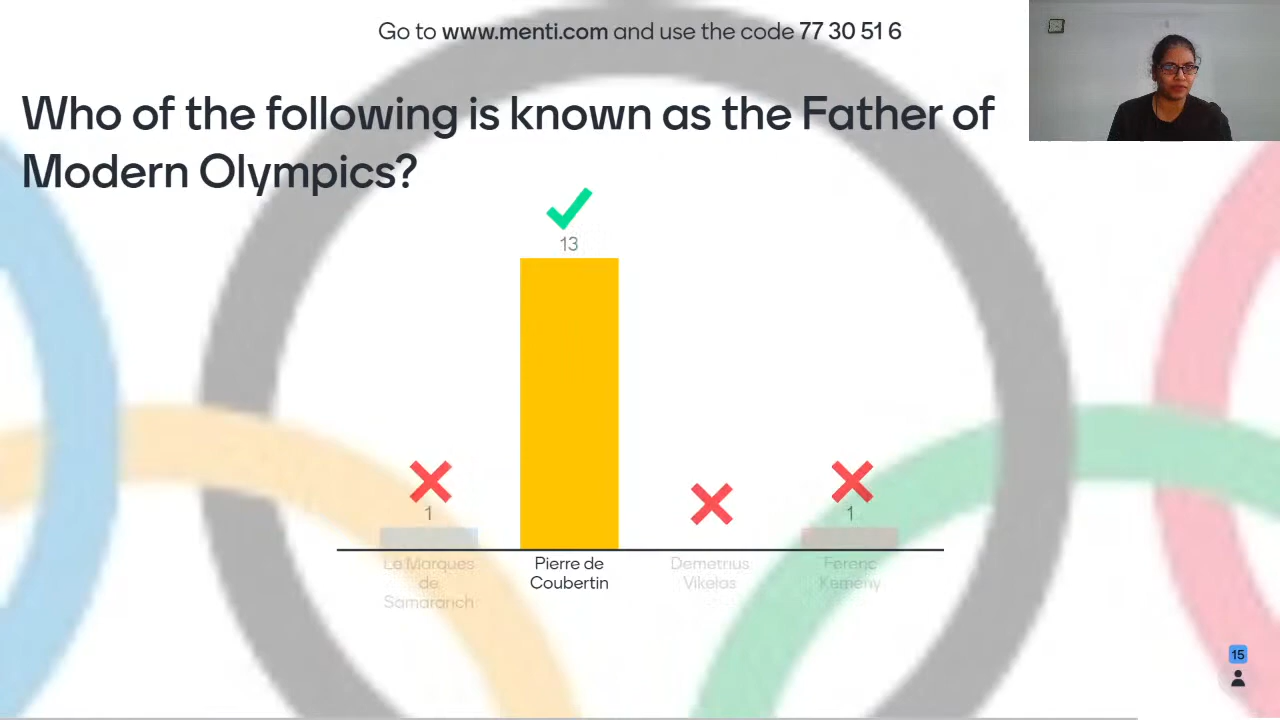 Go to www.menti.com and use the code 77 30 51 6
Who of the following is known as the Father of
Modern Olympics?
13
1
1
Le Marques
de
Samaranch
Pierre de
Coubertin
Demetrius
Vikelas
Ferenc
Kemeny
15